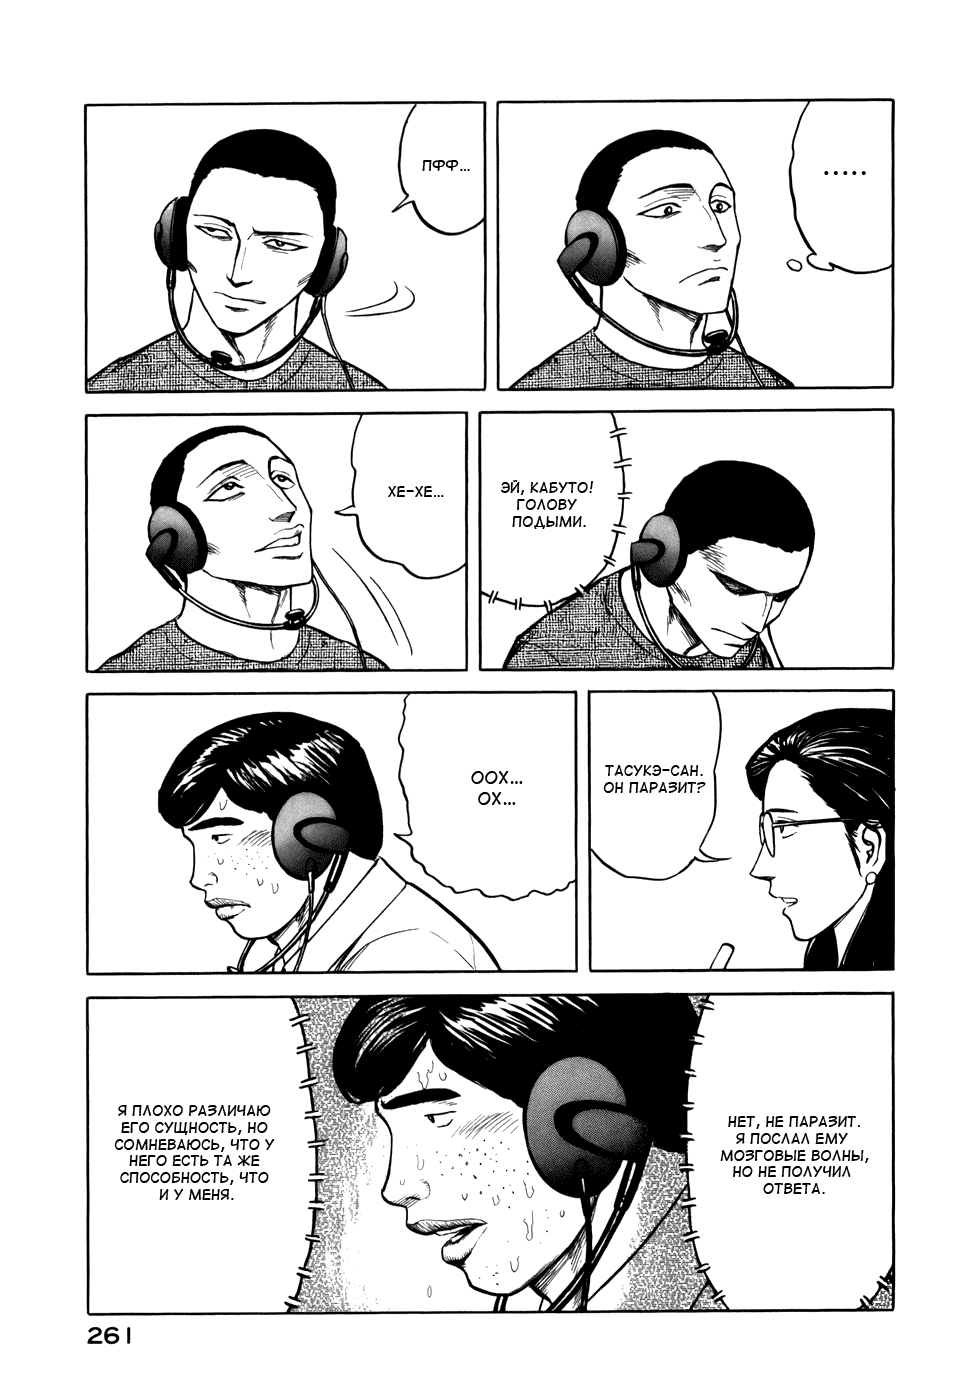 .....
ПФФ...
ЭЙ, КАБУТО!
ГОЛОВУ
ПОДЫМИ.
ХЕ-ХЕ...
ТАСУКЭ-САН.
ОН ПАРАЗИТ?
ООХ...
ОХ...
НЕТ, НЕ ПАРАЗИТ.
Я ПОСЛАЛ ЕМУ
МОЗГОВЫЕ ВОЛНЫ,
НО НЕ ПОЛУЧИЛ
ОТВЕТА.
Я ПЛОХО РАЗЛИЧАЮ
ЕГО СУЩНОСТЬ, НО
СОМНЕВАЮСЬ, ЧТО У
НЕГО ЕСТЬ ТА ЖЕ
СПОСОБНОСТЬ, ЧТО
И У МЕНЯ.
261